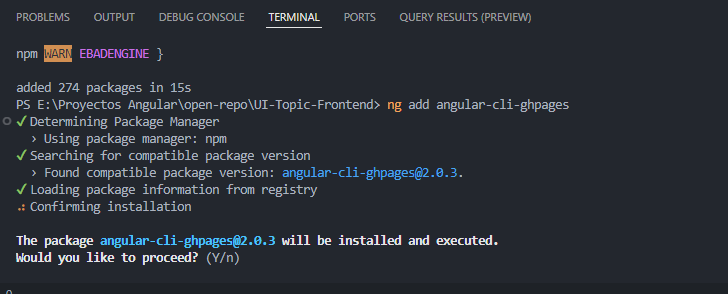 PROBLEMS OUTPUT DEBUG CONSOLE TERMINAL PORTS QUERY RESULTS (PREVIEW)
npm WARN EBADENGINE }
added 274 packages in 15s
PS E:\Proyectos Angular\open-repo\UI-Topic-Frontend> ng add angular-cli-ghpages
✓ Determining Package Manager
› Using package manager: npm
✓ Searching for compatible package version
› Found compatible package version: angular-cli-ghpages@2.0.3.
✓ Loading package information from registry
Confirming installation
The package angular-cli-ghpages@2.0.3 will be installed and executed.
Would you like to proceed? (Y/n)